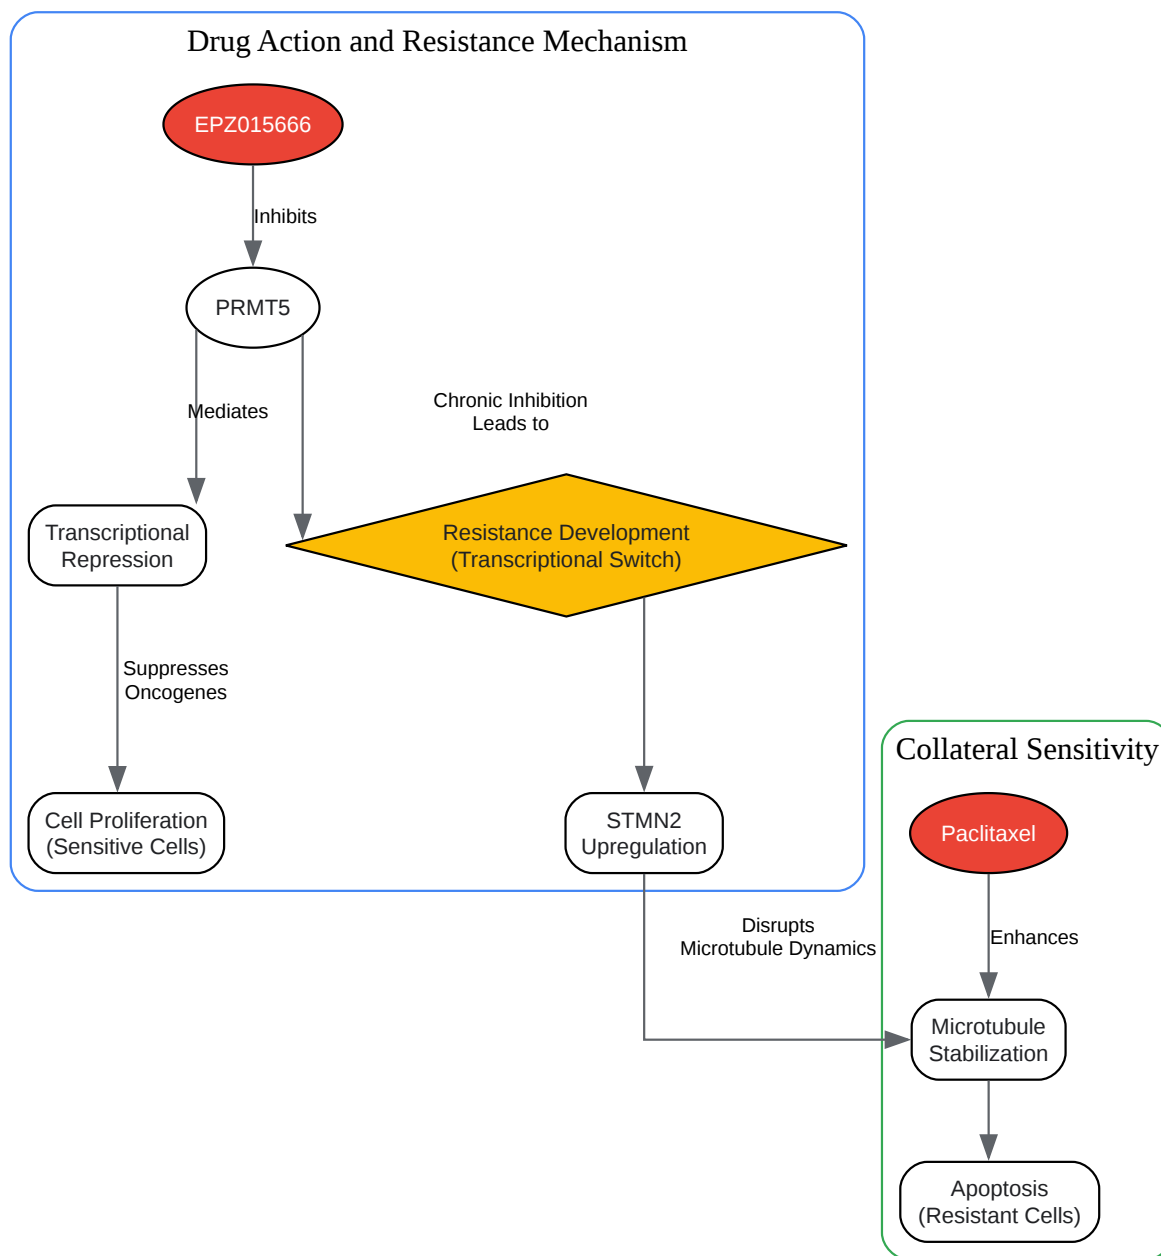 Drug Action and Resistance Mechanism
EPZ015666
Inhibits
PRMT5
Mediates
Chronic Inhibition
Leads to
Transcriptional
Repression
Resistance Development
(Transcriptional Switch)
Suppresses
Oncogenes
Cell Proliferation
(Sensitive Cells)
STMN2
Upregulation
Collateral Sensitivity
Paclitaxel
Disrupts
Microtubule Dynamics
Enhances
Microtubule
Stabilization
Apoptosis
(Resistant Cells)